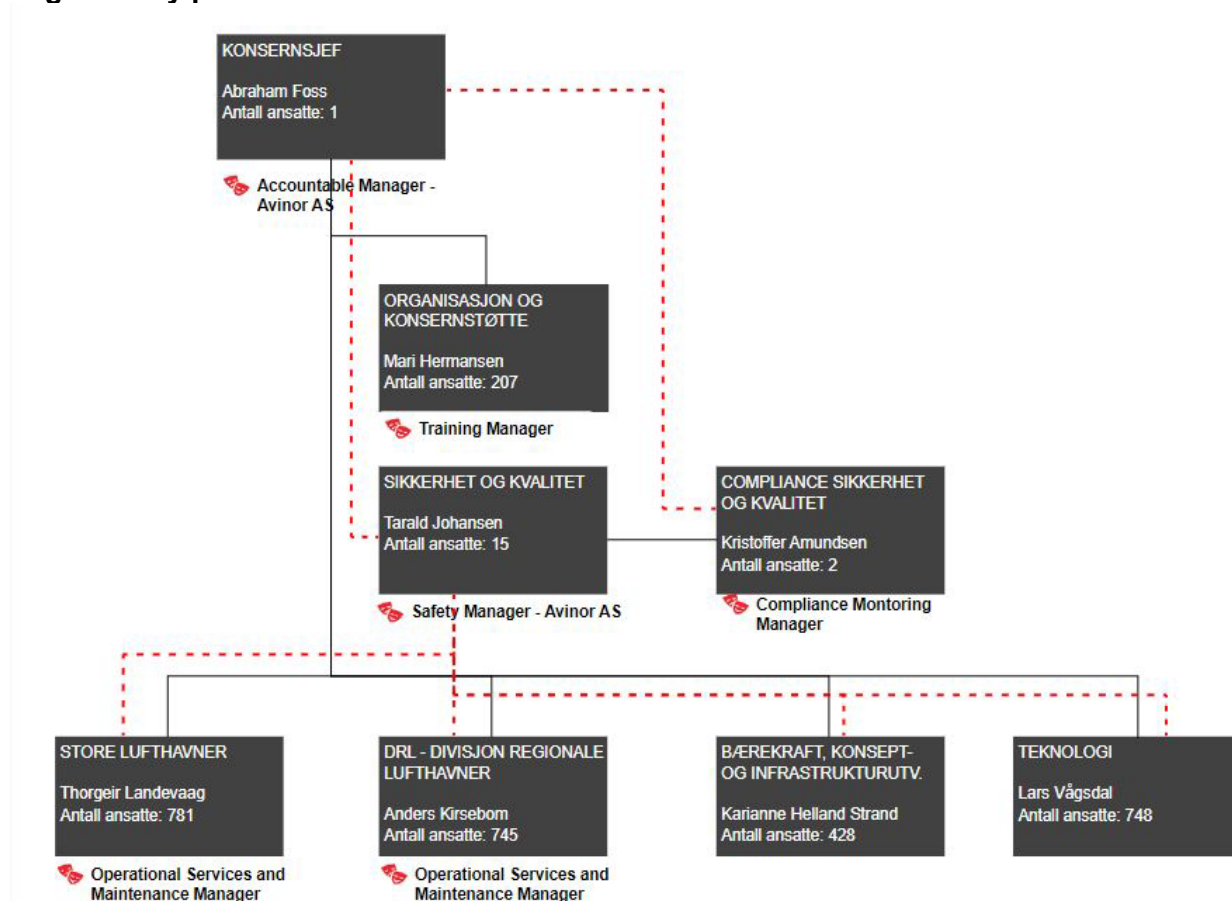 KONSERNSJEF
Abraham Foss
Antall ansatte: 1
Accountable Manager -
Avinor AS
ORGANISASJON OG
KONSERNSTØTTE
Mari Hermansen
Antall ansatte: 207
Training Manager
SIKKERHET OG KVALITET
Tarald Johansen
Antall ansatte: 15
Safety Manager - Avinor AS
COMPLIANCE SIKKERHET
OG KVALITET
Kristoffer Amundsen
Antall ansatte: 2
Compliance Montoring
Manager
STORE LUFTHAVNER
Thorgeir Landevaag
Antall ansatte: 781
Operational Services and
Maintenance Manager
DRL - DIVISJON REGIONALE
LUFTHAVNER
Anders Kirsebom
Antall ansatte: 745
Operational Services and
Maintenance Manager
BÆREKRAFT, KONSEPT-
OG INFRASTRUKTURUTV.
Karianne Helland Strand
Antall ansatte: 428
TEKNOLOGI
Lars Vågsdal
Antall ansatte: 748